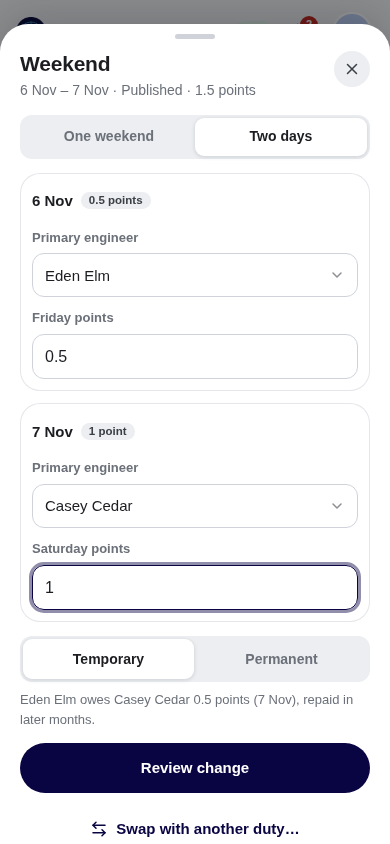 2
Weekend
6 Nov – 7 Nov · Published · 1.5 points
One weekend
Two days
6 Nov
0.5 points
Primary engineer
Eden Elm
Friday points
0.5
7 Nov
1 point
Primary engineer
Casey Cedar
Saturday points
1
Temporary
Permanent
Eden Elm owes Casey Cedar 0.5 points (7 Nov), repaid in
later months.
Review change
Swap with another duty…